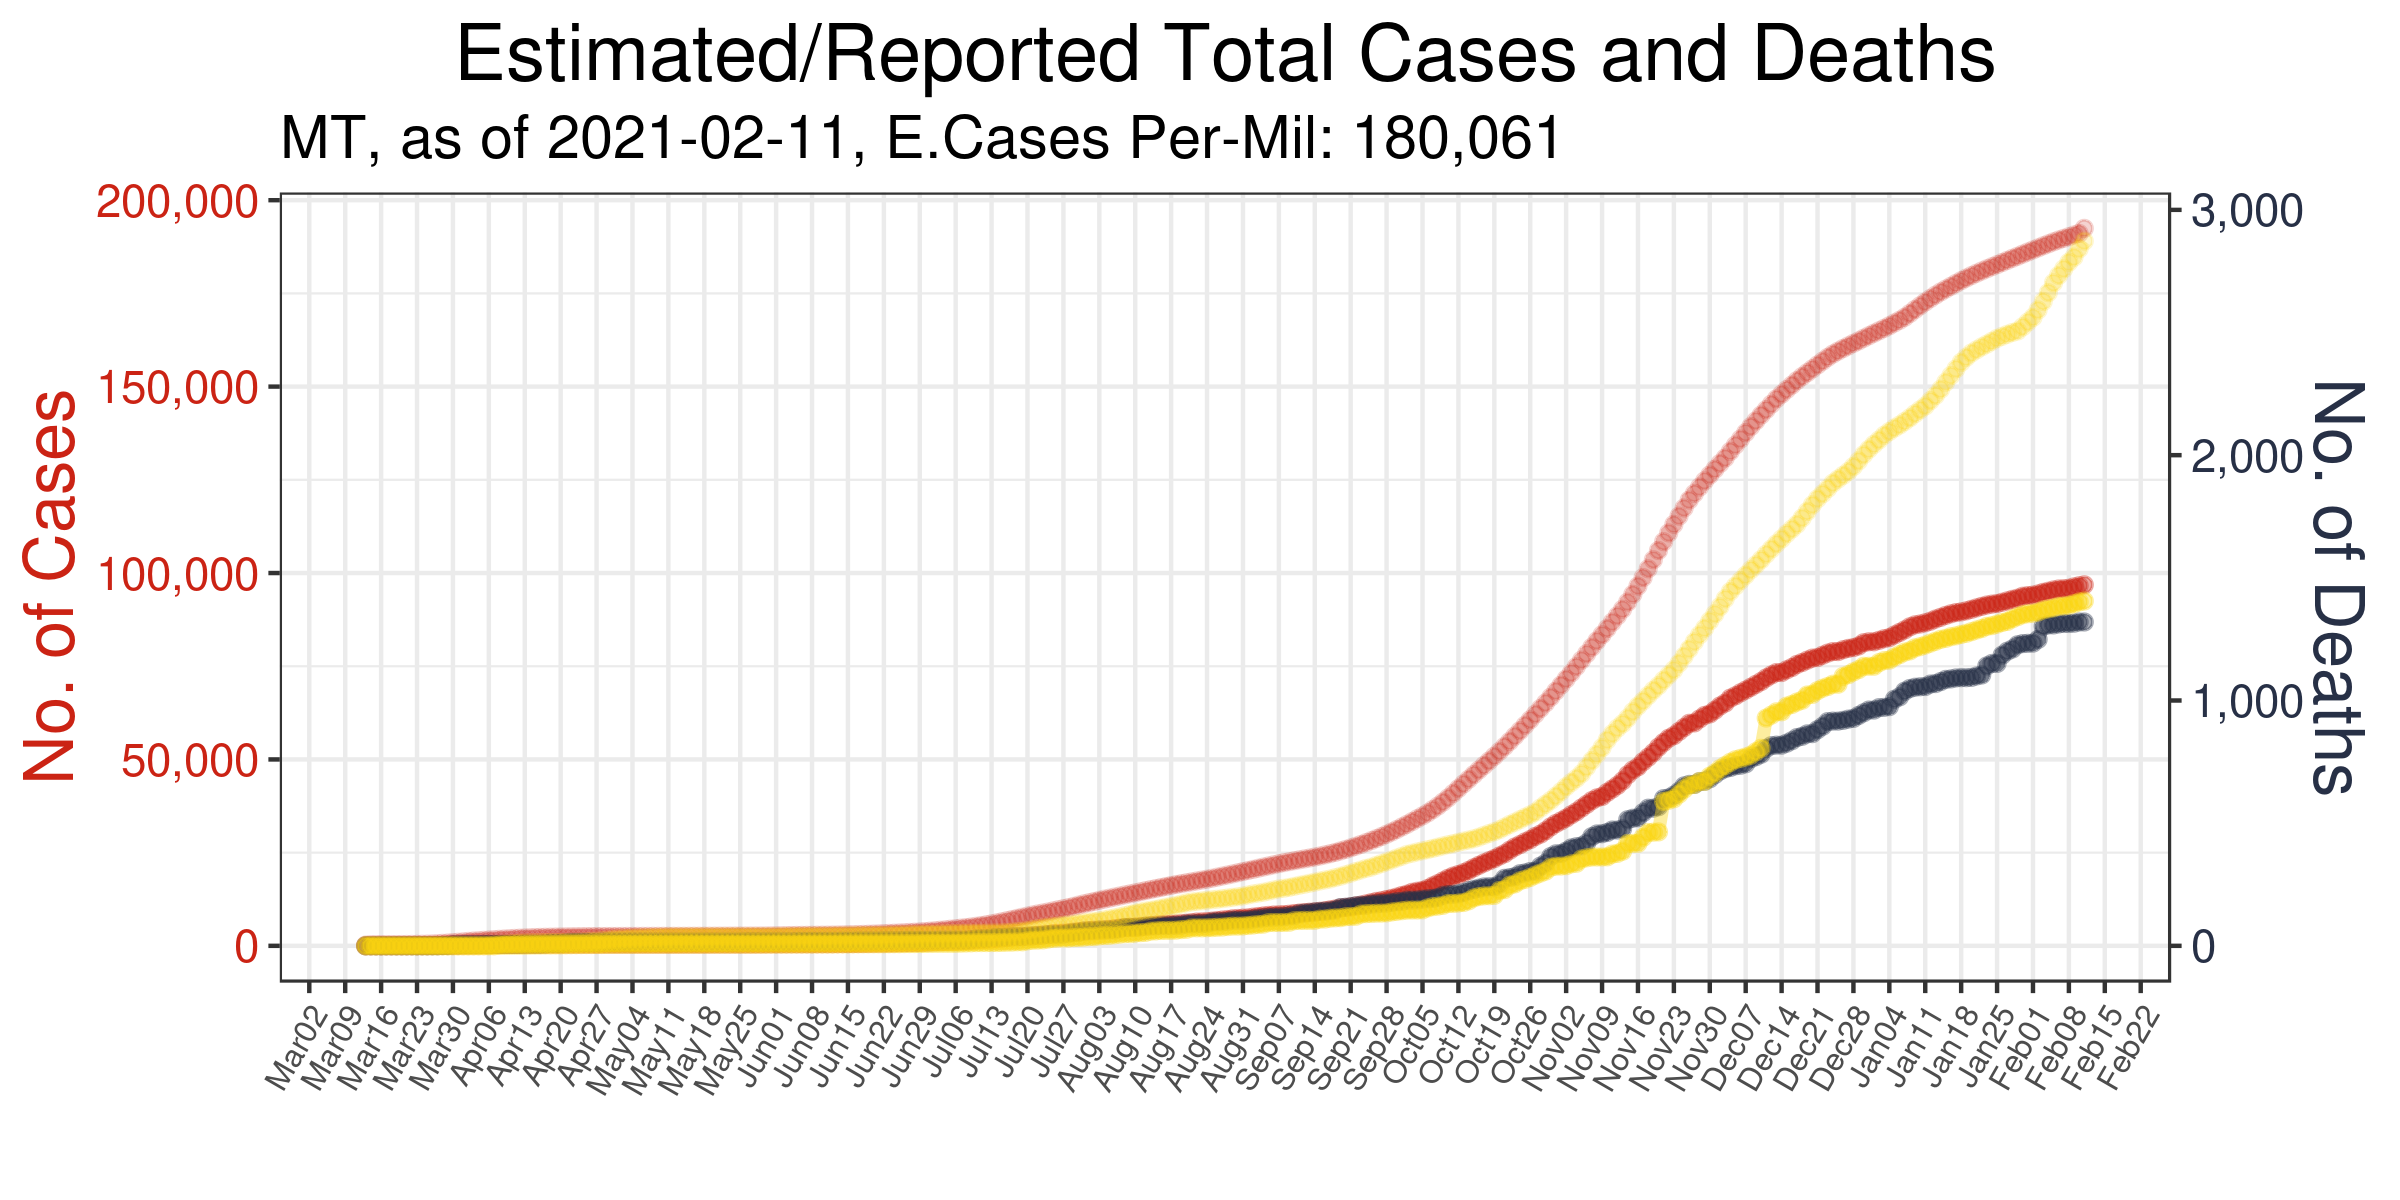 Estimated/Reported Total Cases and Deaths
MT, as of 2021-02-11, E.Cases Per-Mil: 180,061
No. of Cases
200,000
150,000
100,000
50,000
0
3,000
2,000
1,000
0
No. of Deaths
Mar02
Mar09
Mar16
Mar23
Mar30
Apr06
Apr13
Apr20
Apr27
May04
May11
May18
May25
Jun01
Jun08
Jun15
Jun22
Jun29
Jul06
Jul13
Jul20
Jul27
Aug03
Aug10
Aug17
Aug24
Aug31
Sep07
Sep14
Sep21
Sep28
Oct05
Oct12
Oct19
Oct26
Nov02
Nov09
Nov16
Nov23
Nov30
Dec07
Dec14
Dec21
Dec28
Jan04
Jan11
Jan18
Jan25
Feb01
Feb08
Feb15
Feb22